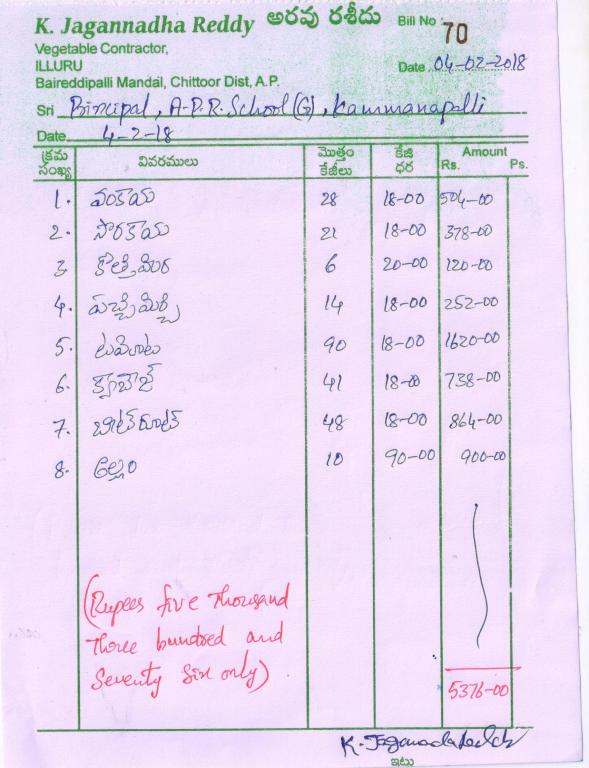 K. Jagannadha Reddy అరవు రశీదు Bill No 70
Vegetable Contractor,
ILLURU Date 04-02-2018
Baireddipalli Mandal, Chittoor Dist, A.P.
Sri Principal, A.P.R. School (G), Kammanapalli
Date 4-2-18
క్రమ సంఖ్య వివరములు మొత్తం కేజీలు కేజి ధర Amount Rs. Ps.
1. వంకాయ 28 18-00 504-00
2. సొరకాయ 21 18-00 378-00
3. కొత్తిమిర 6 20-00 120-00
4. పచ్చిమిర్చి 14 18-00 252-00
5. టమోటా 90 18-00 1620-00
6. క్యాబేజ్ 41 18-00 738-00
7. బీట్‌రూట్ 48 18-00 864-00
8. అల్లం 10 90-00 900-00
(Rupees five Thousand
Three hundred and
Seventy Six only)
5376-00
K. Jaganada Reddy
ఇటు